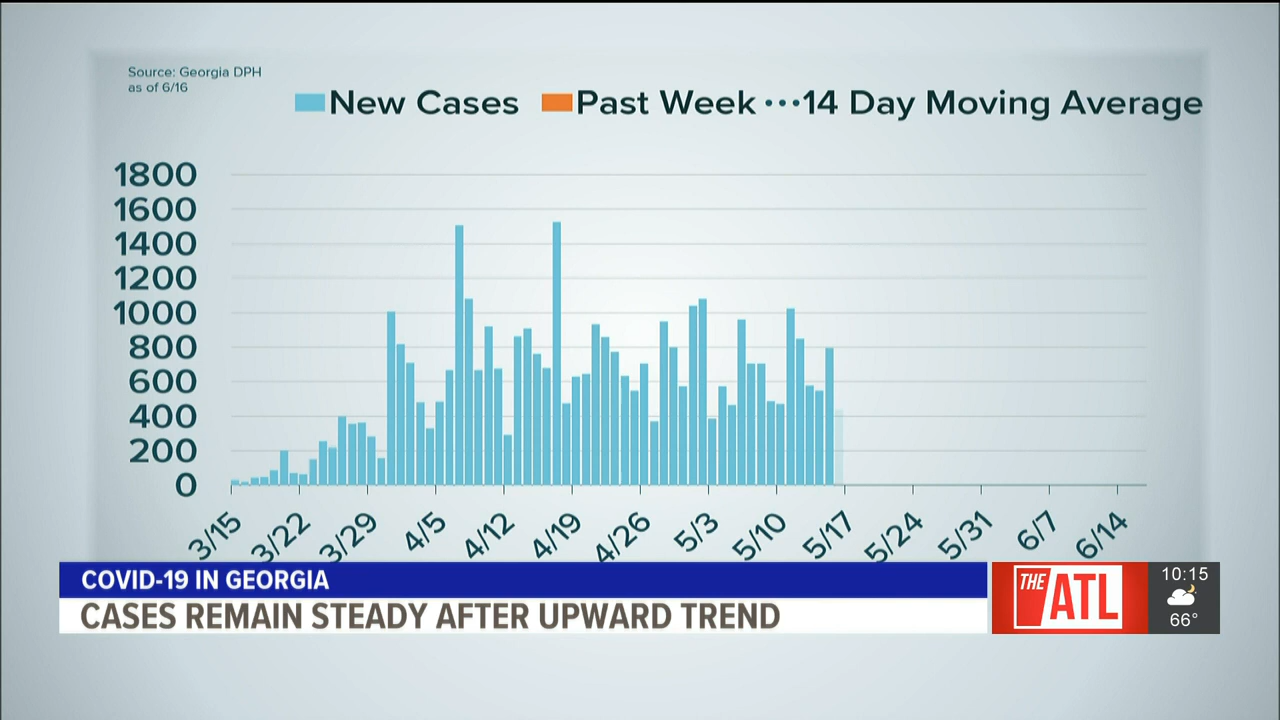 Source: Georgia DPH
as of 6/16
New Cases Past Week 14 Day Moving Average
1800
1600
1400
1200
1000
800
600
400
200
0
3/15 3/22 3/29 4/5 4/12 4/19 4/26 5/3 5/10 5/17 5/24 5/31 6/7 6/14
COVID-19 IN GEORGIA
CASES REMAIN STEADY AFTER UPWARD TREND
THE ATL
10:15
66°